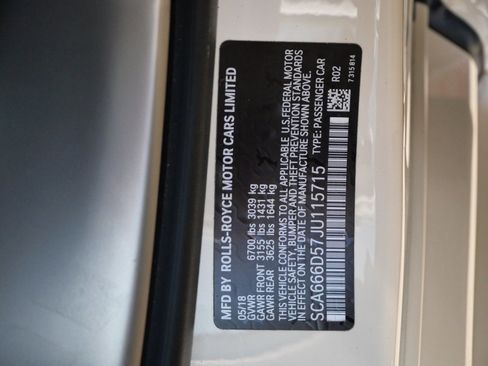 MFD BY ROLLS-ROYCE MOTOR CARS LIMITED
05/18
GVWR 6700 lbs 3039 kg
GAWR FRONT 3155 lbs 1431 kg
GAWR REAR 3625 lbs 1644 kg
THIS VEHICLE CONFORMS TO ALL APPLICABLE U.S.FEDERAL MOTOR
VEHICLE SAFETY, BUMPER AND THEFT PREVENTION STANDARDS
IN EFFECT ON THE DATE OF MANUFACTURE SHOWN ABOVE.
SCA666D57JU115715 TYPE: PASSENGER CAR
R02
7315814